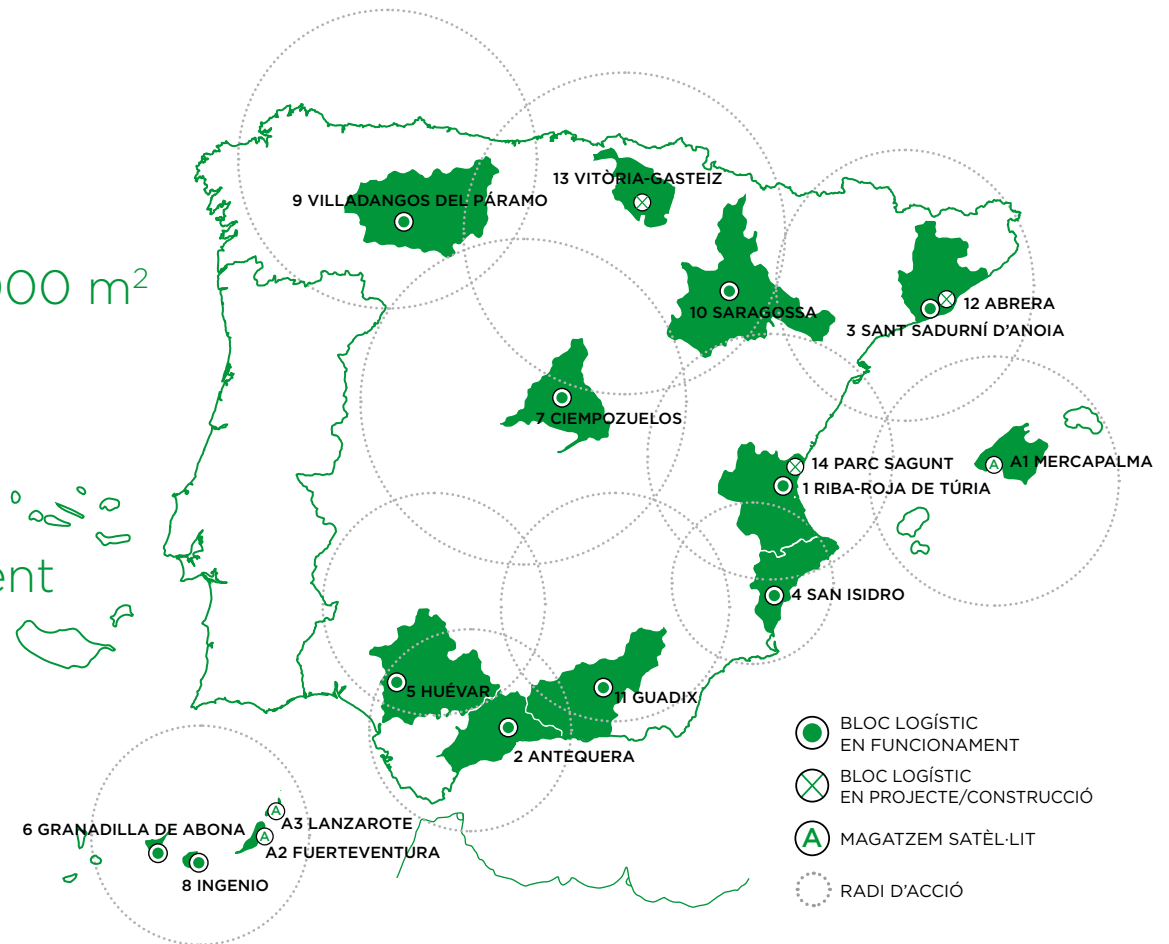 000 m²
ent
9 VILLADANGOS DEL PÁRAMO
13 VITÒRIA-GASTEIZ
10 SARAGOSSA
12 ABRERA
3 SANT SADURNÍ D'ANOIA
7 CIEMPOZUELOS
14 PARC SAGUNT
1 RIBA-ROJA DE TÚRIA
A
A1 MERCAPALMA
4 SAN ISIDRO
5 HUÉVAR
11 GUADIX
2 ANTEQUERA
A
A3 LANZAROTE
6 GRANADILLA DE ABONA
A
A2 FUERTEVENTURA
8 INGENIO
BLOC LOGÍSTIC
EN FUNCIONAMENT
BLOC LOGÍSTIC
EN PROJECTE/CONSTRUCCIÓ
A
MAGATZEM SATÈL·LIT
RADI D'ACCIÓ